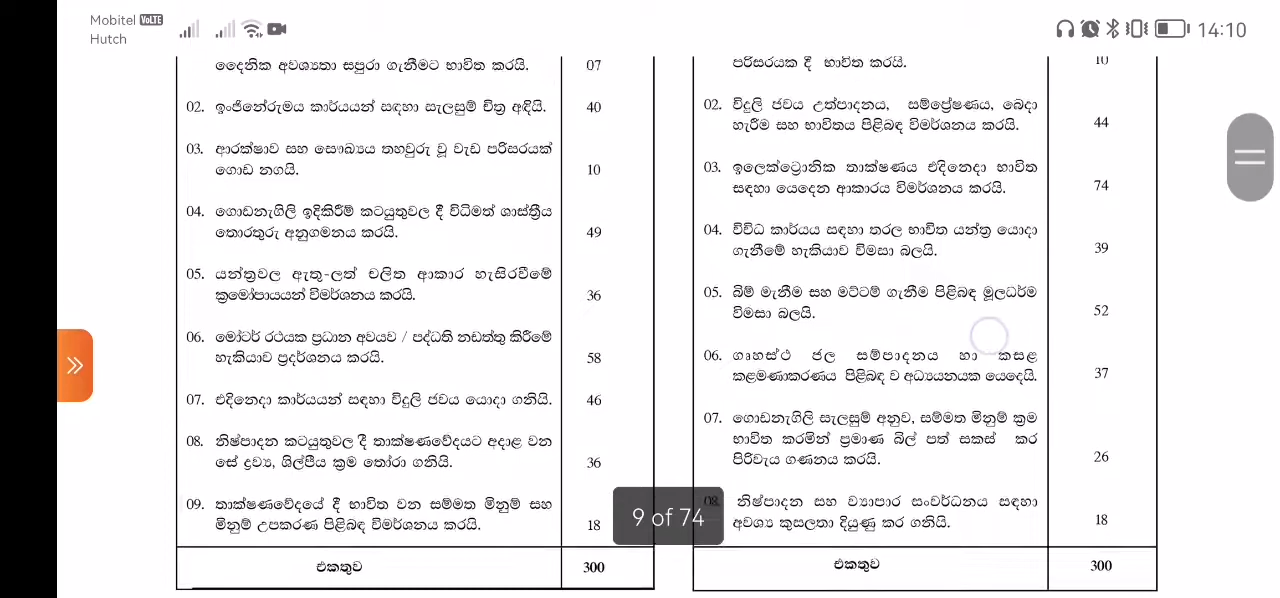 Mobitel VoLTE
Hutch
14:10
දෛනික අවශ්‍යතා සපුරා ගැනීමට භාවිත කරයි. 07
02. ඉංජිනේරුමය කාර්යයන් සඳහා සැලසුම් චිත්‍ර අඳියි. 40
03. ආරක්ෂාව සහ සෞඛ්‍යය තහවුරු වූ වැඩ පරිසරයක්
ගොඩ නගයි. 10
04. ගොඩනැගිලි ඉදිකිරීම් කටයුතුවල දී විධිමත් ශාස්ත්‍රීය
තොරතුරු අනුගමනය කරයි. 49
05. යන්ත්‍රවල ඇතු-ලත් චලිත ආකාර හැසිරවීමේ
ක්‍රමෝපායයන් විමර්ශනය කරයි. 36
06. මෝටර් රථයක ප්‍රධාන අවයව / පද්ධති නඩත්තු කිරීමේ
හැකියාව ප්‍රදර්ශනය කරයි. 58
07. එදිනෙදා කාර්යයන් සඳහා විදුලි ජවය යොදා ගනියි. 46
08. නිෂ්පාදන කටයුතුවල දී තාක්ෂණවේදයට අදාළ වන
සේ ද්‍රව්‍ය, ශිල්පීය ක්‍රම තෝරා ගනියි. 36
09. තාක්ෂණවේදයේ දී භාවිත වන සම්මත මිනුම් සහ
මිනුම් උපකරණ පිළිබඳ විමර්ශනය කරයි. 18
එකතුව 300
පරිසරයක දී භාවිත කරයි. 10
02. විදුලි ජවය උත්පාදනය, සම්ප්‍රේෂණය, බෙදා
හැරීම සහ භාවිතය පිළිබඳ විමර්ශනය කරයි. 44
03. ඉලෙක්ට්‍රොනික තාක්ෂණය එදිනෙදා භාවිත
සඳහා යෙදෙන ආකාරය විමර්ශනය කරයි. 74
04. විවිධ කාර්යය සඳහා තරල භාවිත යන්ත්‍ර යොදා
ගැනීමේ හැකියාව විමසා බලයි. 39
05. බිම් මැනීම සහ මට්ටම් ගැනීම පිළිබඳ මූලධර්ම
විමසා බලයි. 52
06. ගෘහස්ථ ජල සම්පාදනය හා කසළ
කළමණාකරණය පිළිබඳ ව අධ්‍යයනයක යෙදෙයි. 37
07. ගොඩනැගිලි සැලසුම් අනුව, සම්මත මිනුම් ක්‍රම
භාවිත කරමින් ප්‍රමාණ බිල් පත් සකස් කර
පිරිවැය ගණනය කරයි. 26
08. නිෂ්පාදන සහ ව්‍යාපාර සංවර්ධනය සඳහා
අවශ්‍ය කුසලතා දියුණු කර ගනියි. 18
එකතුව 300
9 of 74